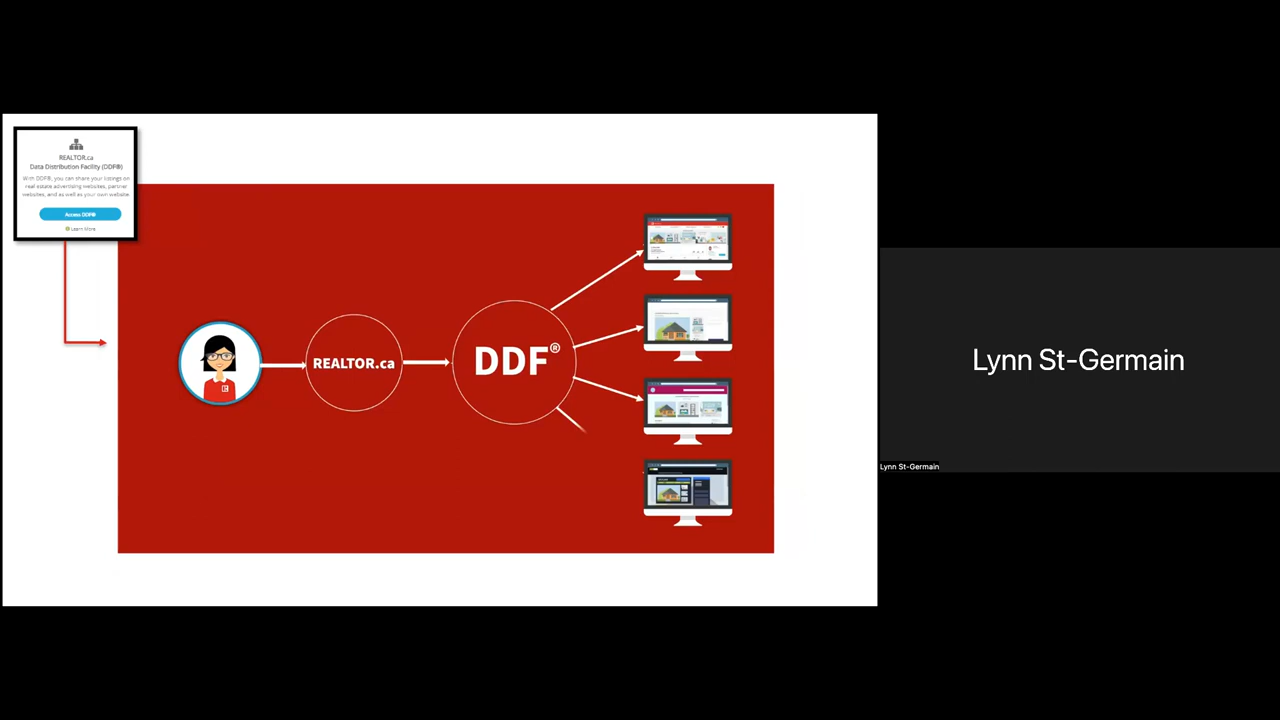 REALTOR.ca
Data Distribution Facility (DDF®)
With DDF®, you can share your listings on
real estate advertising websites, partner
websites, and as well as your own website.
Access DDF®
Learn More
REALTOR.ca
DDF®
Lynn St-Germain
Lynn St-Germain